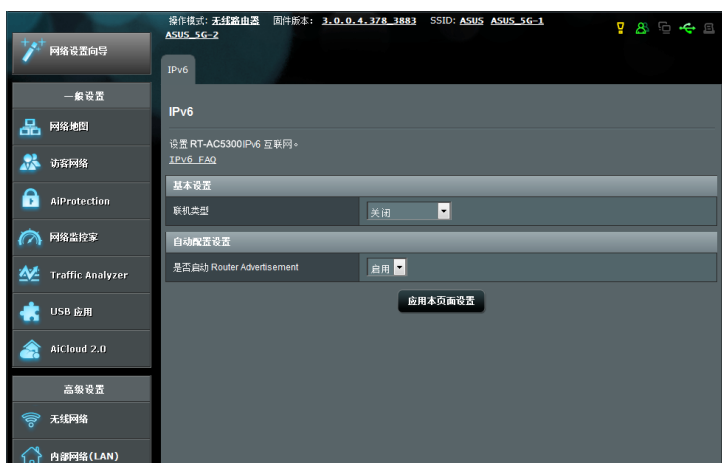 操作模式: 无线路由器 固件版本: 3.0.0.4.378_3883 SSID: ASUS ASUS_5G-1
ASUS_5G-2
网络设置向导
IPv6
一般设置
网络地图
访客网络
AiProtection
网络监控家
Traffic Analyzer
USB 应用
AiCloud 2.0
高级设置
无线网络
内部网络(LAN)
IPv6
设置 RT-AC5300IPv6 互联网。
IPv6 FAQ
基本设置
联机类型 关闭
自动配置设置
是否启动 Router Advertisement 启用
应用本页面设置